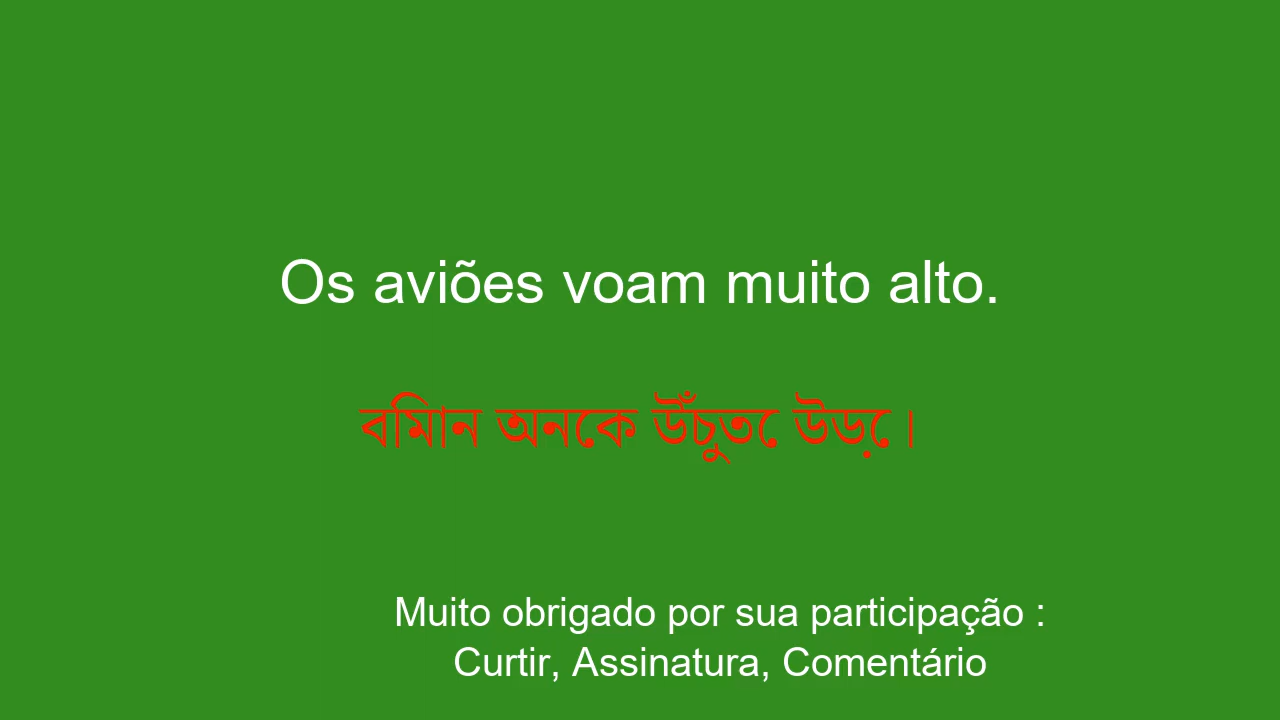 Os aviões voam muito alto.
বিমান অনেক উঁচুতে উড়ে।
Muito obrigado por sua participação :
Curtir, Assinatura, Comentário